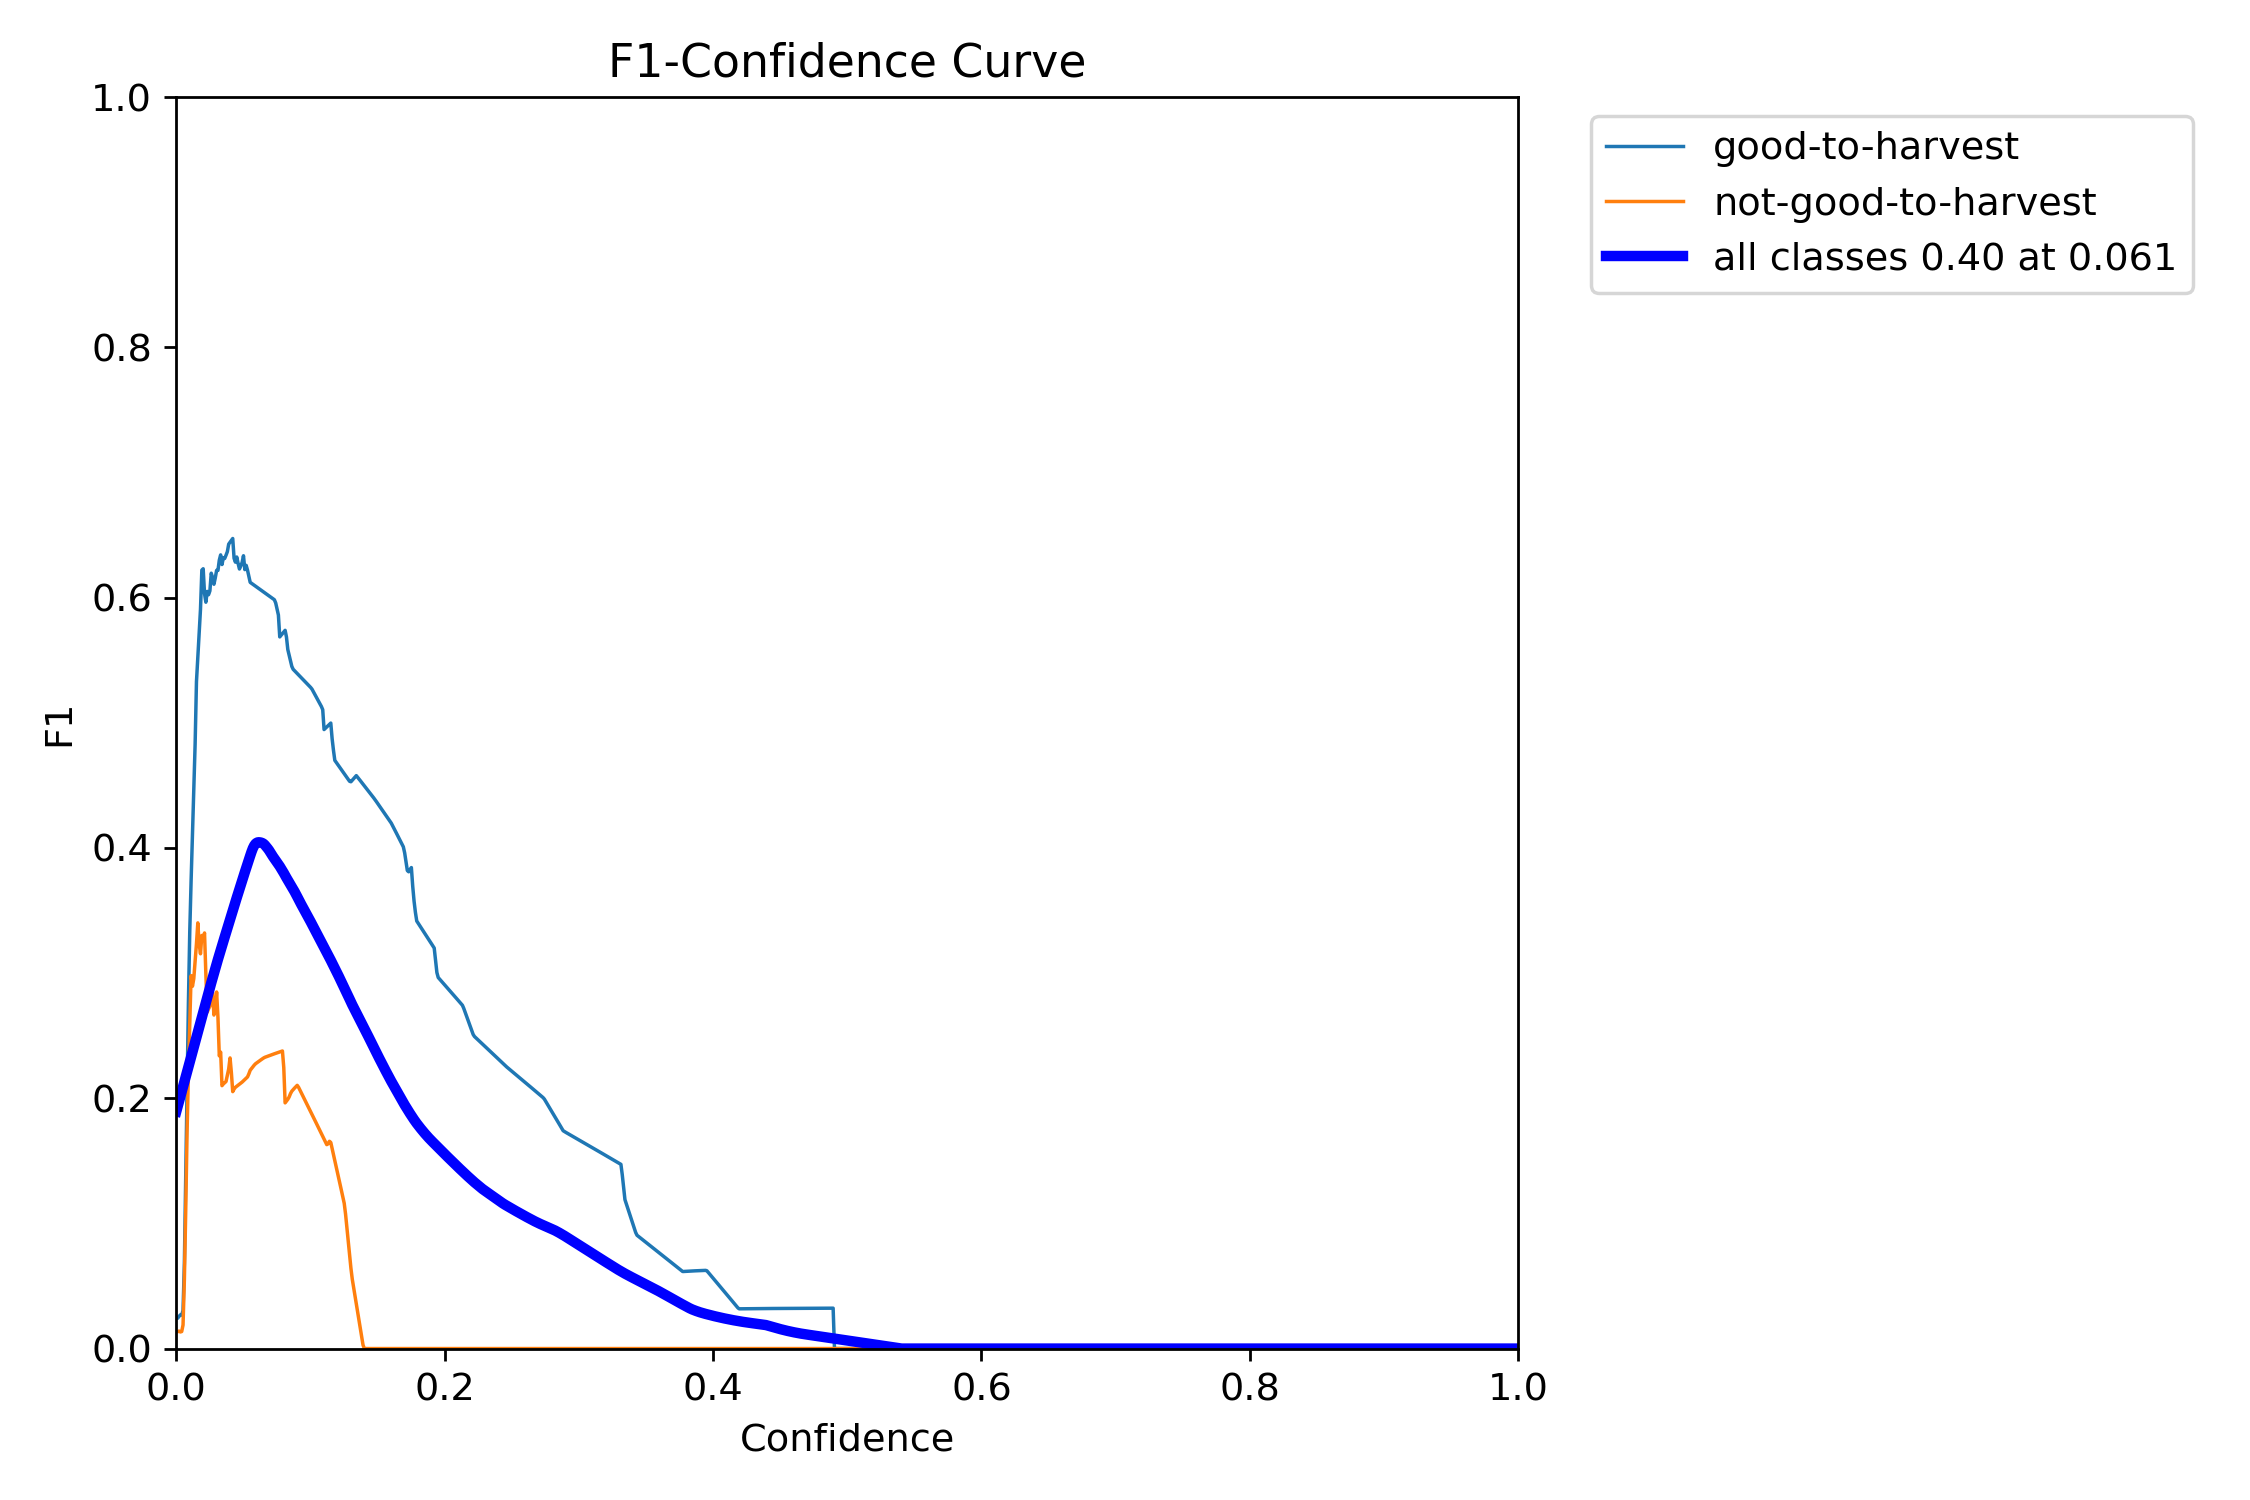 F1-Confidence Curve
good-to-harvest
not-good-to-harvest
all classes 0.40 at 0.061
F1
1.0
0.8
0.6
0.4
0.2
0.0
0.0 0.2 0.4 0.6 0.8 1.0
Confidence